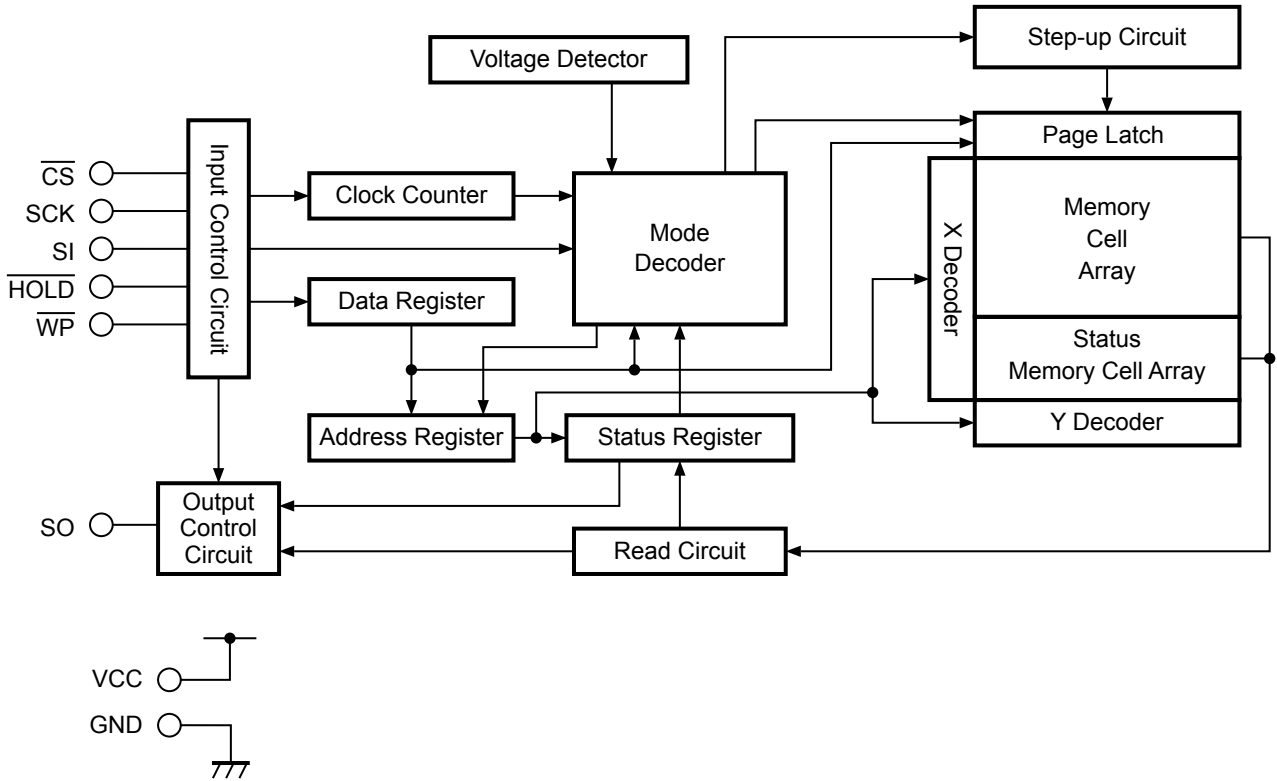 Step-up Circuit
Voltage Detector
Page Latch
CS
SCK
SI
HOLD
WP
Input Control Circuit
Clock Counter
Data Register
Mode
Decoder
X Decoder
Memory
Cell
Array
Status
Memory Cell Array
Y Decoder
Address Register
Status Register
SO
Output
Control
Circuit
Read Circuit
VCC
GND